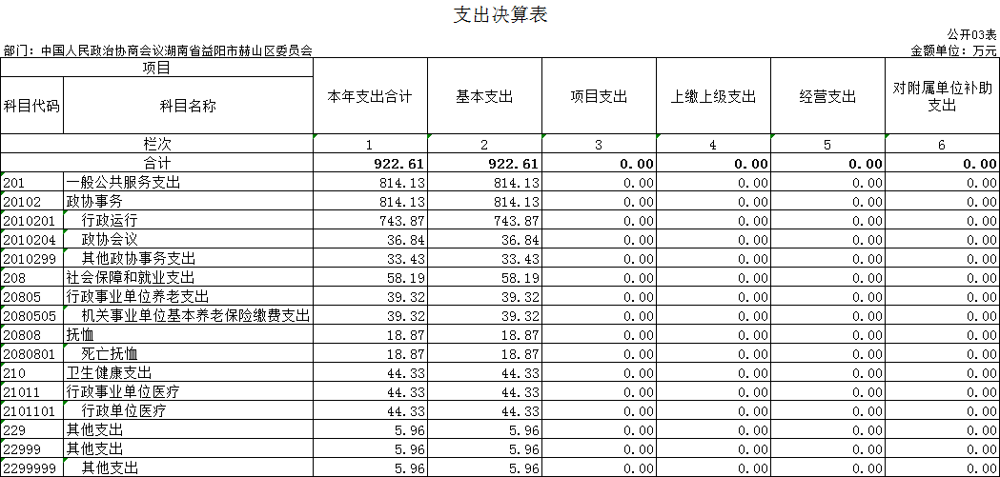 支出决算表
公开03表
部门：中国人民政治协商会议湖南省益阳市赫山区委员会 金额单位：万元
项目 本年支出合计 基本支出 项目支出 上缴上级支出 经营支出 对附属单位补助支出
科目代码 科目名称
栏次 1 2 3 4 5 6
合计 922.61 922.61 0.00 0.00 0.00 0.00
201 一般公共服务支出 814.13 814.13 0.00 0.00 0.00 0.00
20102 政协事务 814.13 814.13 0.00 0.00 0.00 0.00
2010201 行政运行 743.87 743.87 0.00 0.00 0.00 0.00
2010204 政协会议 36.84 36.84 0.00 0.00 0.00 0.00
2010299 其他政协事务支出 33.43 33.43 0.00 0.00 0.00 0.00
208 社会保障和就业支出 58.19 58.19 0.00 0.00 0.00 0.00
20805 行政事业单位养老支出 39.32 39.32 0.00 0.00 0.00 0.00
2080505 机关事业单位基本养老保险缴费支出 39.32 39.32 0.00 0.00 0.00 0.00
20808 抚恤 18.87 18.87 0.00 0.00 0.00 0.00
2080801 死亡抚恤 18.87 18.87 0.00 0.00 0.00 0.00
210 卫生健康支出 44.33 44.33 0.00 0.00 0.00 0.00
21011 行政事业单位医疗 44.33 44.33 0.00 0.00 0.00 0.00
2101101 行政单位医疗 44.33 44.33 0.00 0.00 0.00 0.00
229 其他支出 5.96 5.96 0.00 0.00 0.00 0.00
22999 其他支出 5.96 5.96 0.00 0.00 0.00 0.00
2299999 其他支出 5.96 5.96 0.00 0.00 0.00 0.00